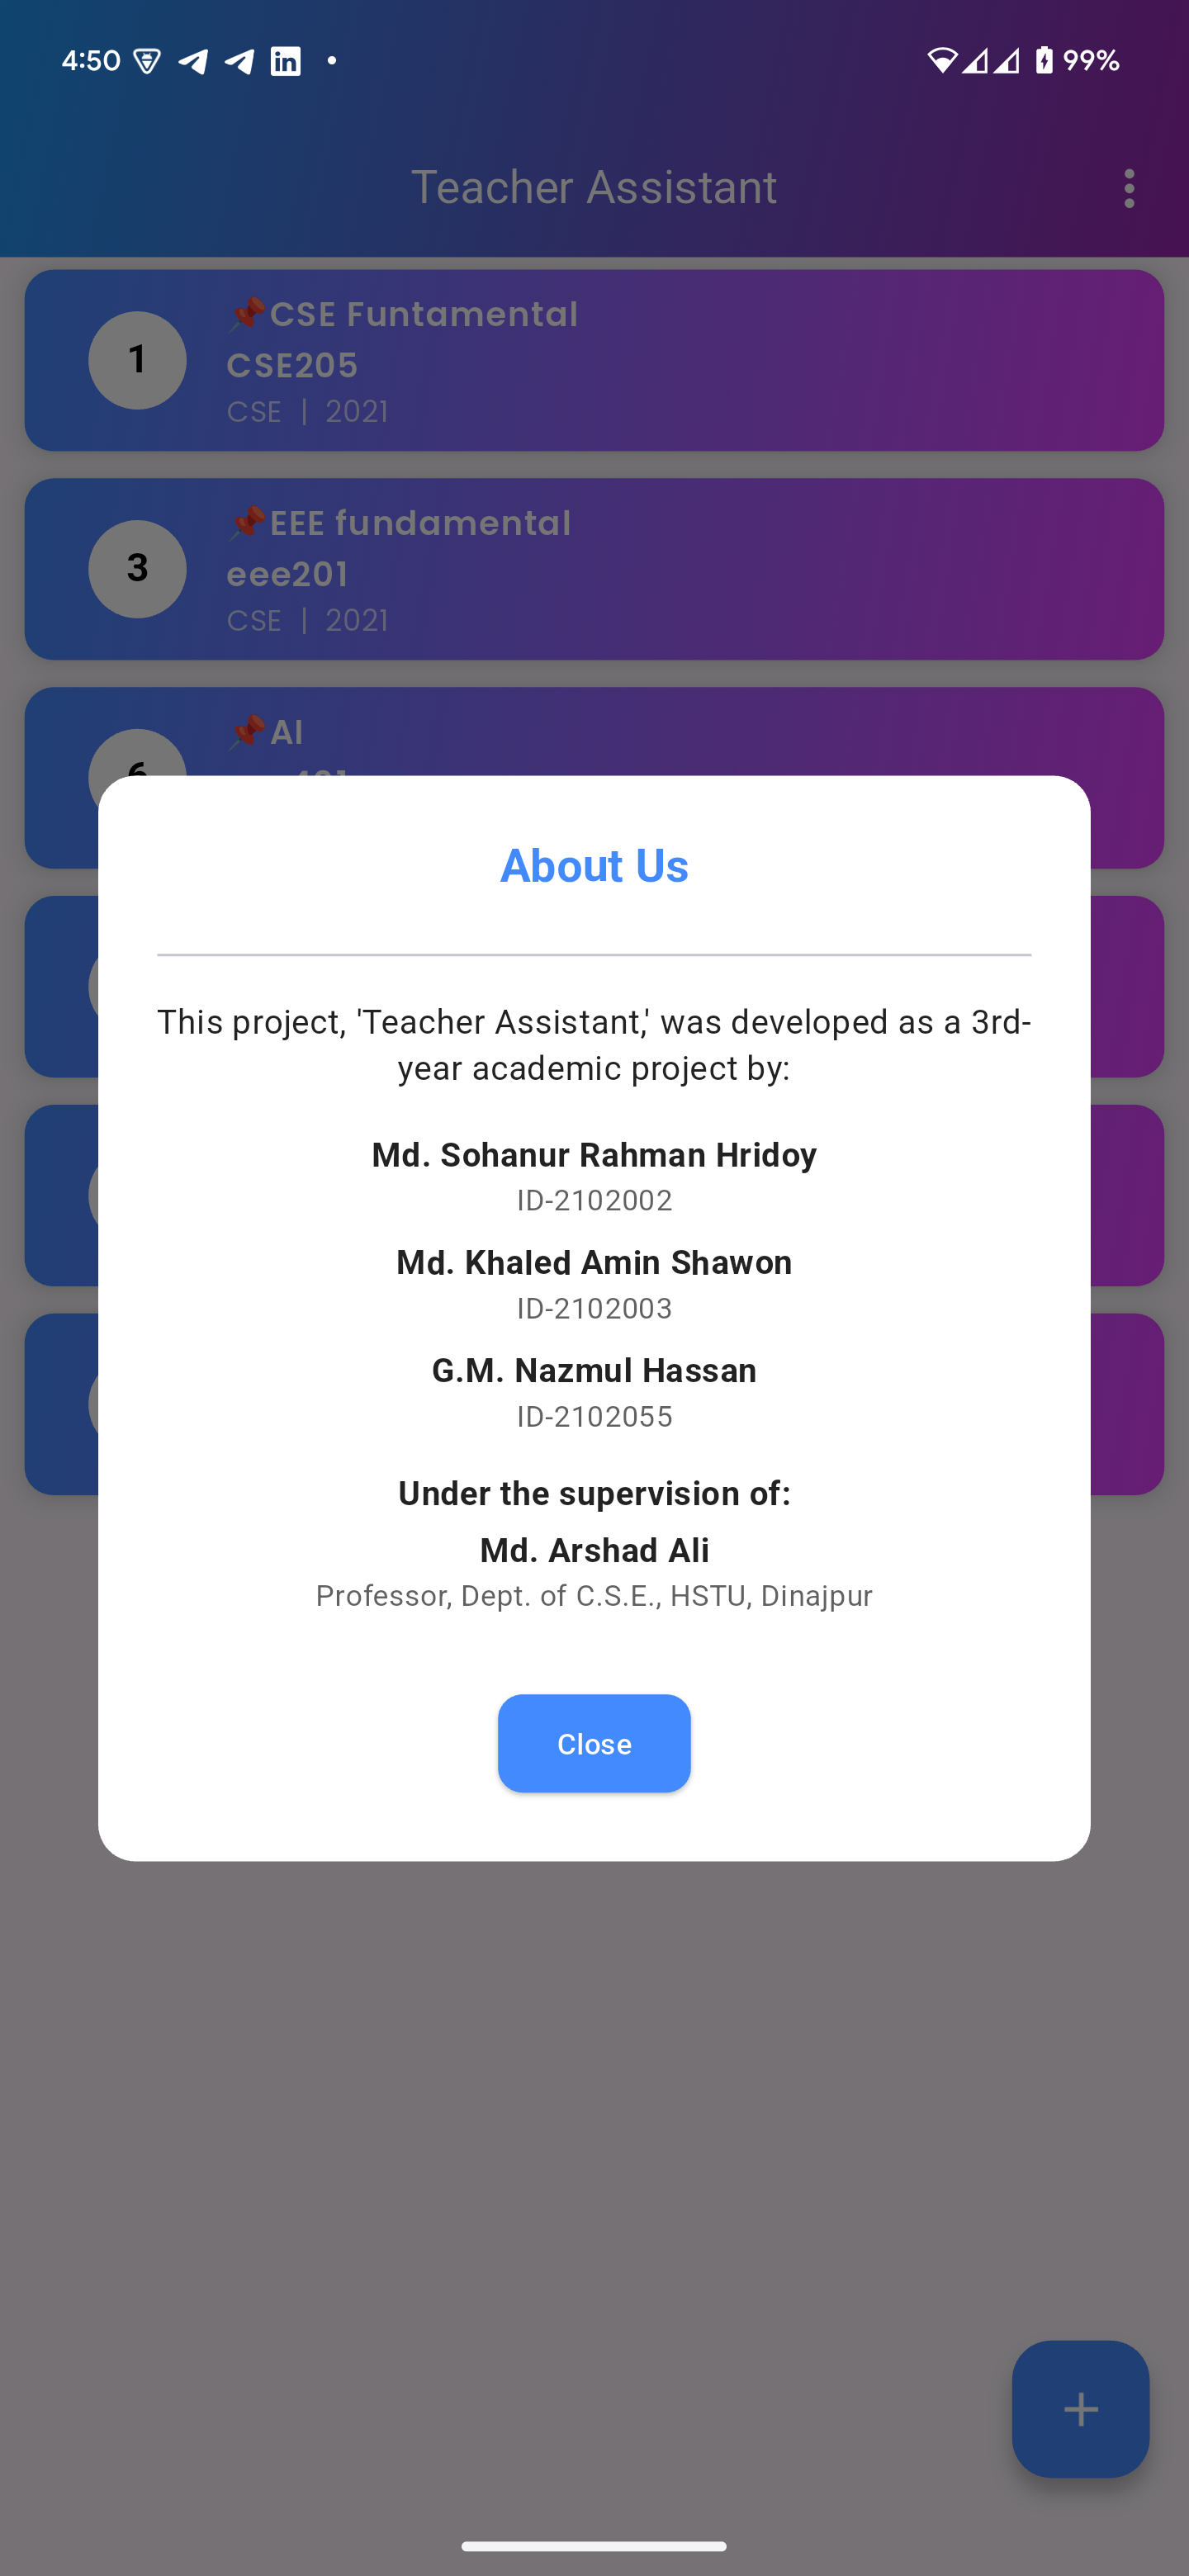 4:50
99%
Teacher Assistant
1
📌CSE Funtamental
CSE205
CSE | 2021
3
📌EEE fundamental
eee201
CSE | 2021
📌AI
About Us
This project, 'Teacher Assistant,' was developed as a 3rd-
year academic project by:
Md. Sohanur Rahman Hridoy
ID-2102002
Md. Khaled Amin Shawon
ID-2102003
G.M. Nazmul Hassan
ID-2102055
Under the supervision of:
Md. Arshad Ali
Professor, Dept. of C.S.E., HSTU, Dinajpur
Close